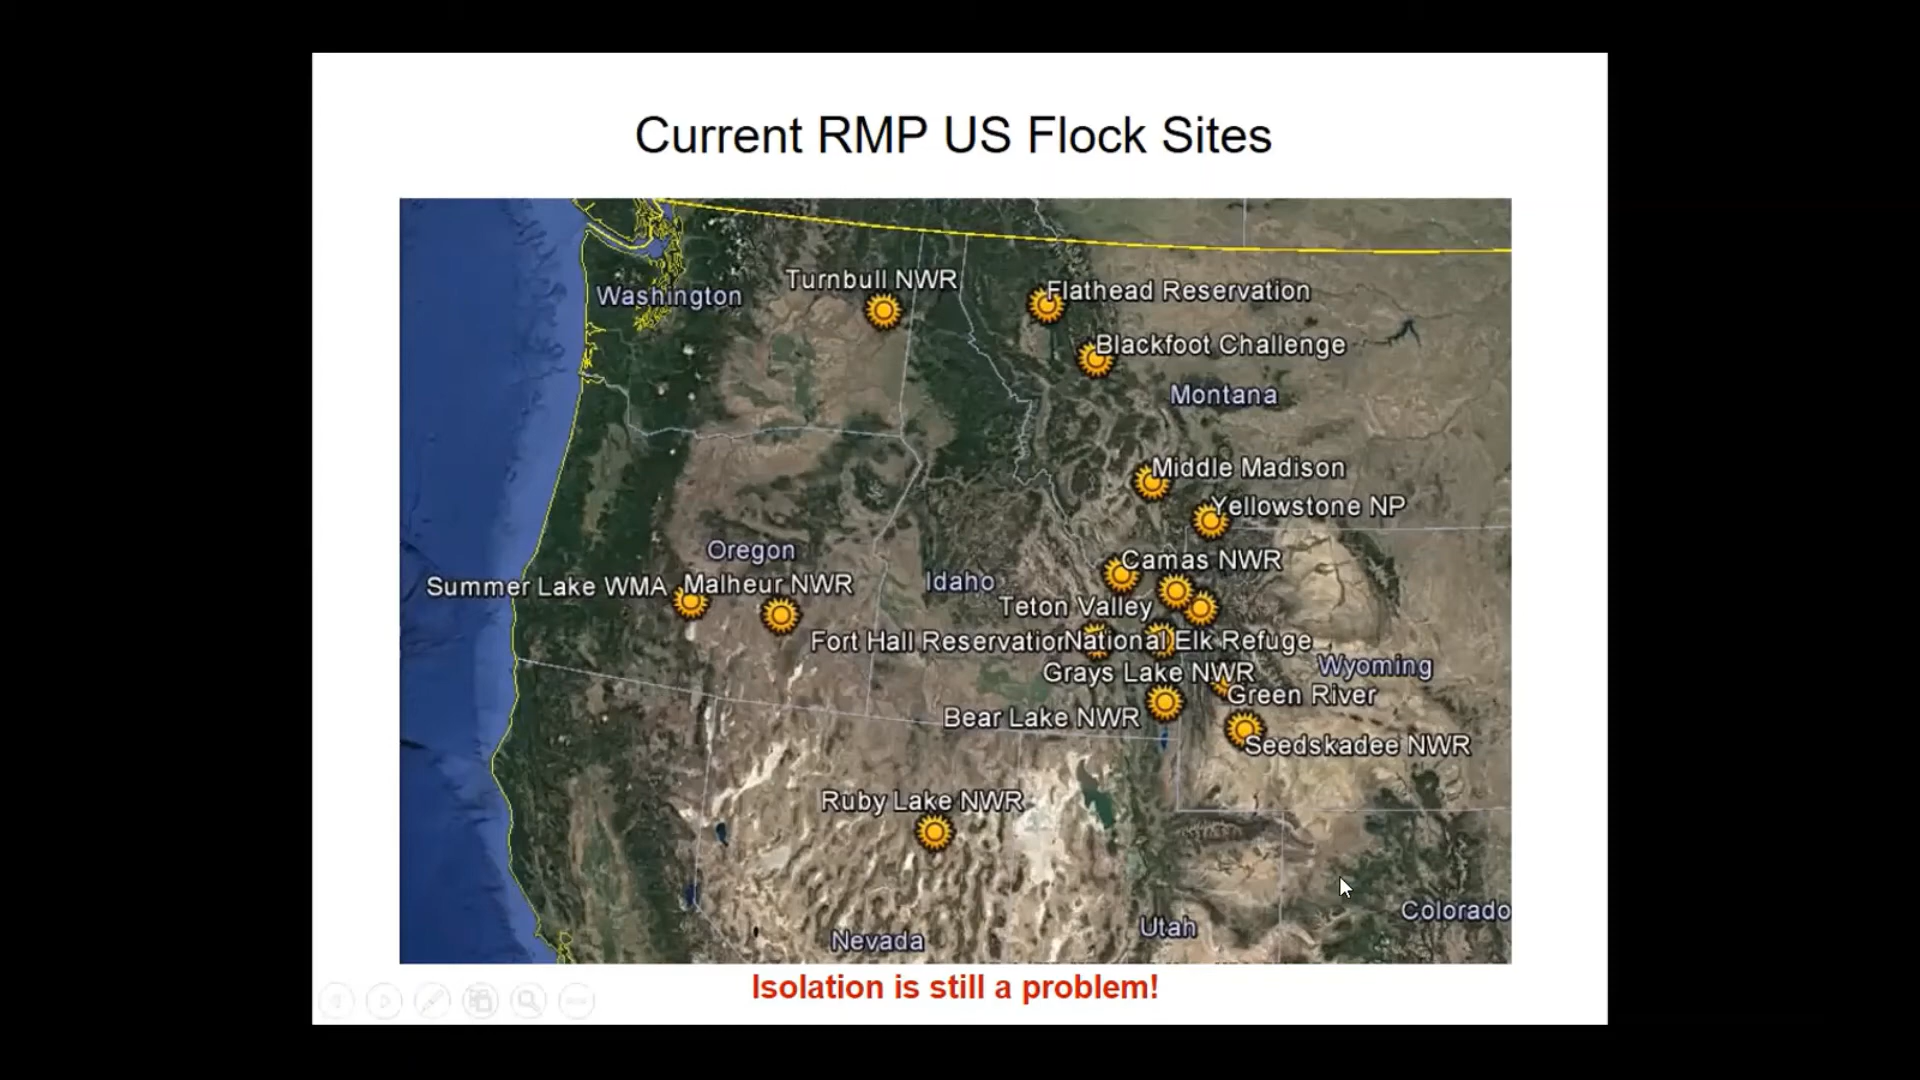 Current RMP US Flock Sites
Turnbull NWR
Washington
Flathead Reservation
Blackfoot Challenge
Montana
Middle Madison
Yellowstone NP
Oregon
Camas NWR
Summer Lake WMA
Malheur NWR
Idaho
Teton Valley
Fort Hall Reservation
National Elk Refuge
Grays Lake NWR
Wyoming
Green River
Bear Lake NWR
Seedskadee NWR
Ruby Lake NWR
Colorado
Utah
Nevada
Isolation is still a problem!